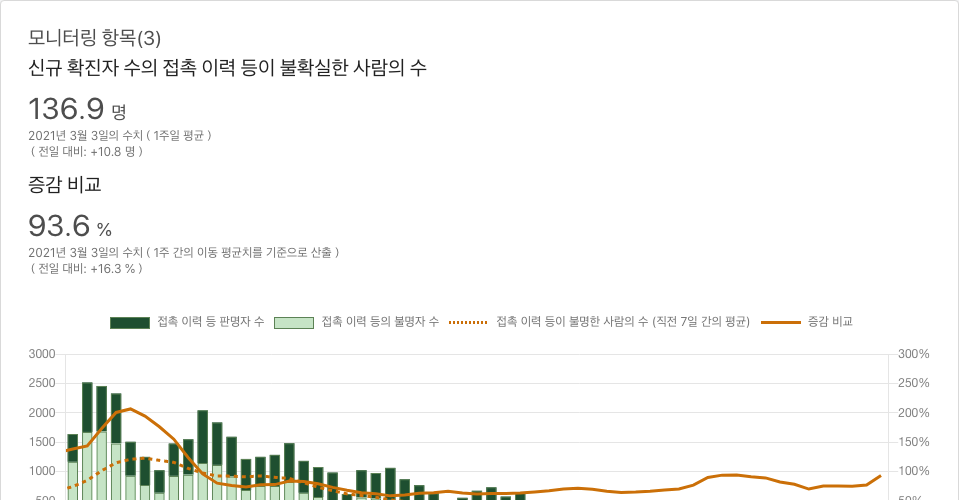 모니터링 항목(3)
신규 확진자 수의 접촉 이력 등이 불확실한 사람의 수
136.9 명
2021년 3월 3일의 수치 ( 1주일 평균 )
( 전일 대비: +10.8 명 )
증감 비교
93.6 %
2021년 3월 3일의 수치 ( 1주 간의 이동 평균치를 기준으로 산출 )
( 전일 대비: +16.3 % )
접촉 이력 등 판명자 수 접촉 이력 등의 불명자 수 접촉 이력 등이 불명한 사람의 수 (직전 7일 간의 평균) 증감 비교
3000 300%
2500 250%
2000 200%
1500 150%
1000 100%
500 50%